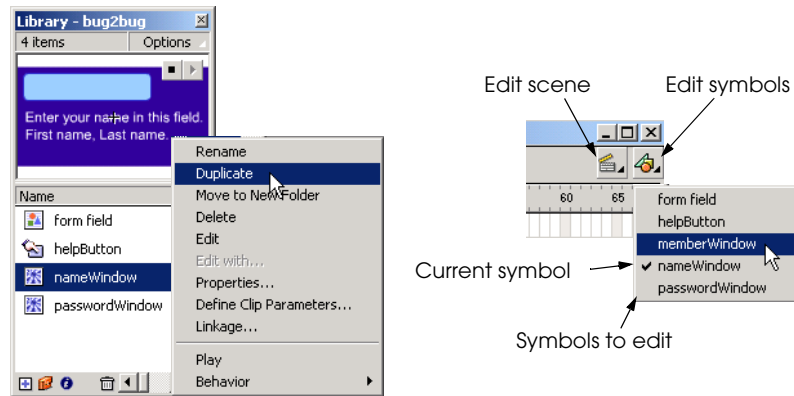 Library - bug2bug
4 items
Options
Enter your name in this field.
First name, Last name.
Rename
Duplicate
Move to New Folder
Delete
Edit
Edit with...
Properties...
Define Clip Parameters...
Linkage...
Play
Behavior
Name
form field
helpButton
nameWindow
passwordWindow
Edit scene
Edit symbols
60
65
form field
helpButton
memberWindow
nameWindow
passwordWindow
Current symbol
Symbols to edit